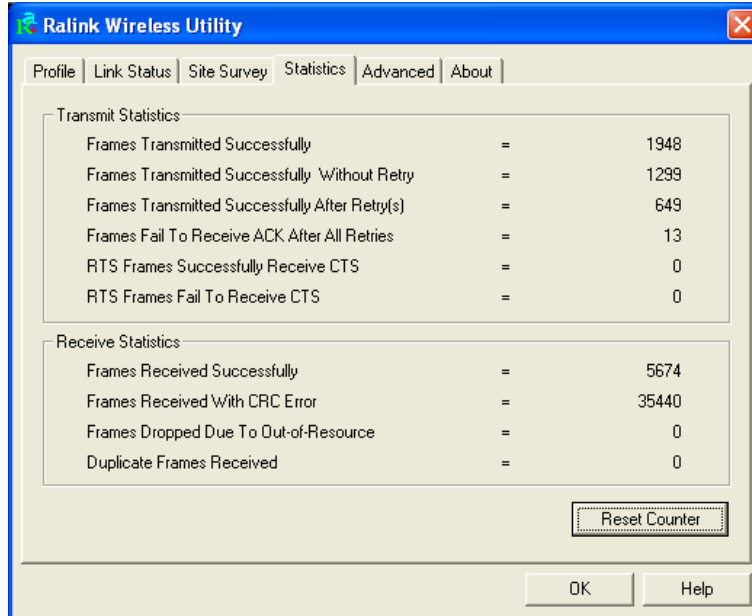 Ralink Wireless Utility
Profile Link Status Site Survey Statistics Advanced About
Transmit Statistics
Frames Transmitted Successfully = 1948
Frames Transmitted Successfully Without Retry = 1299
Frames Transmitted Successfully After Retry(s) = 649
Frames Fail To Receive ACK After All Retries = 13
RTS Frames Successfully Receive CTS = 0
RTS Frames Fail To Receive CTS = 0
Receive Statistics
Frames Received Successfully = 5674
Frames Received With CRC Error = 35440
Frames Dropped Due To Out-of-Resource = 0
Duplicate Frames Received = 0
Reset Counter
OK Help